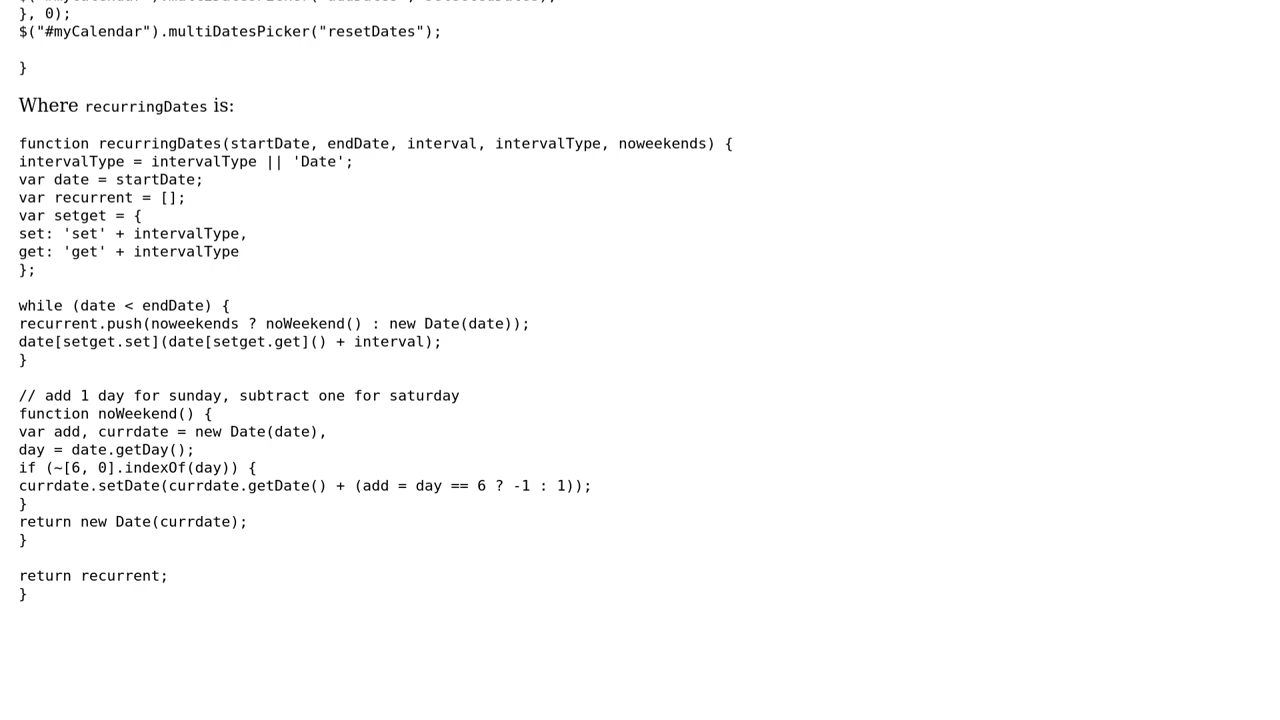 }, 0);
$("#myCalendar").multiDatesPicker("resetDates");
}
Where recurringDates is:
function recurringDates(startDate, endDate, interval, intervalType, noweekends) {
intervalType = intervalType || 'Date';
var date = startDate;
var recurrent = [];
var setget = {
set: 'set' + intervalType,
get: 'get' + intervalType
};
while (date < endDate) {
recurrent.push(noweekends ? noWeekend() : new Date(date));
date[setget.set](date[setget.get]() + interval);
}
// add 1 day for sunday, subtract one for saturday
function noWeekend() {
var add, currdate = new Date(date),
day = date.getDay();
if (~[6, 0].indexOf(day)) {
currdate.setDate(currdate.getDate() + (add = day == 6 ? -1 : 1));
}
return new Date(currdate);
}
return recurrent;
}